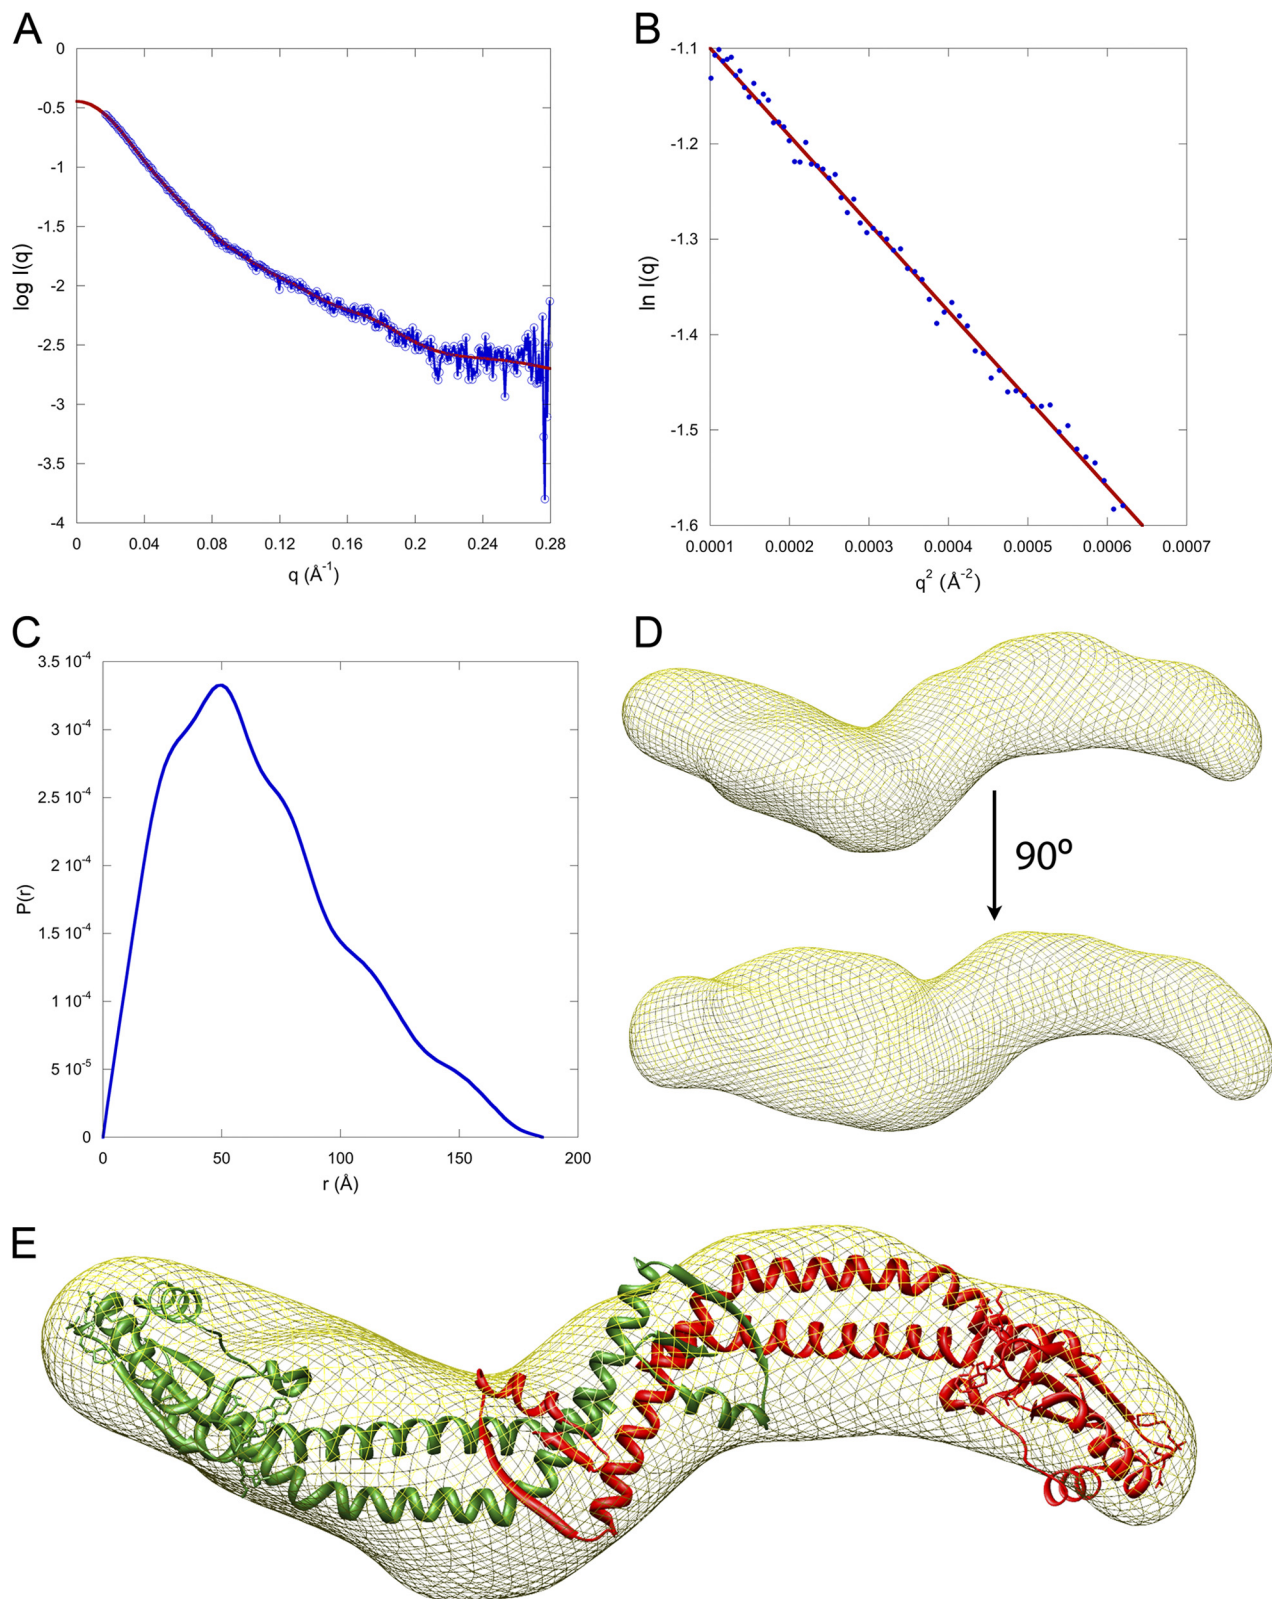 A
0
-0.5
-1
-1.5
-2
-2.5
-3
-3.5
-4
log I(q)
0 0.04 0.08 0.12 0.16 0.2 0.24 0.28
q (Å⁻¹)
B
-1.1
-1.2
-1.3
-1.4
-1.5
-1.6
ln I(q)
0.0001 0.0002 0.0003 0.0004 0.0005 0.0006 0.0007
q² (Å⁻²)
C
3.5 10⁻⁴
3 10⁻⁴
2.5 10⁻⁴
2 10⁻⁴
1.5 10⁻⁴
1 10⁻⁴
5 10⁻⁵
0
P(r)
0 50 100 150 200
r (Å)
D
90º
E